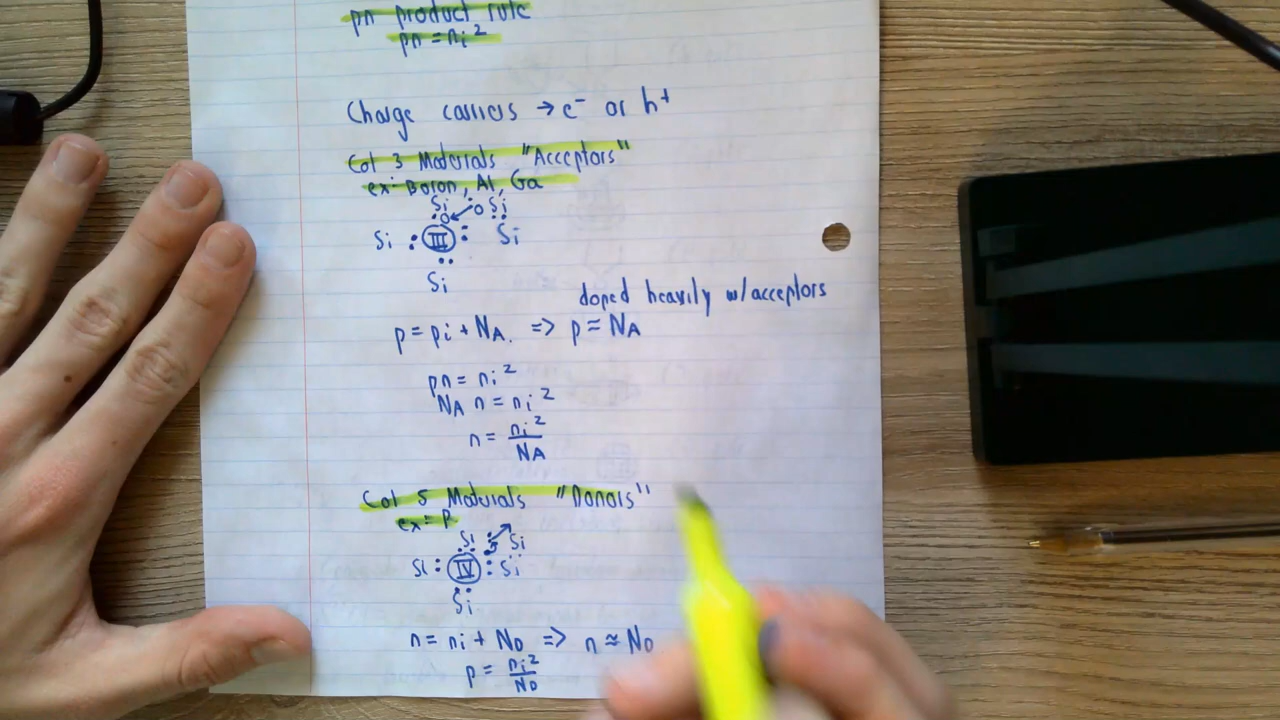 pn product rule
pn = ni²
Charge carriers → e⁻ or h⁺
Col 3 Materials "Acceptors"
ex: Boron, Al, Ga
Si Si
Si III Si
Si
doped heavily w/acceptors
p = pi + NA. => p ≈ NA
pn = ni²
NA n = ni²
n = ni²/NA
Col 5 Materials "Donors"
ex: P
Si Si
Si IV Si
Si
n = ni + ND => n ≈ ND
p = ni²/ND